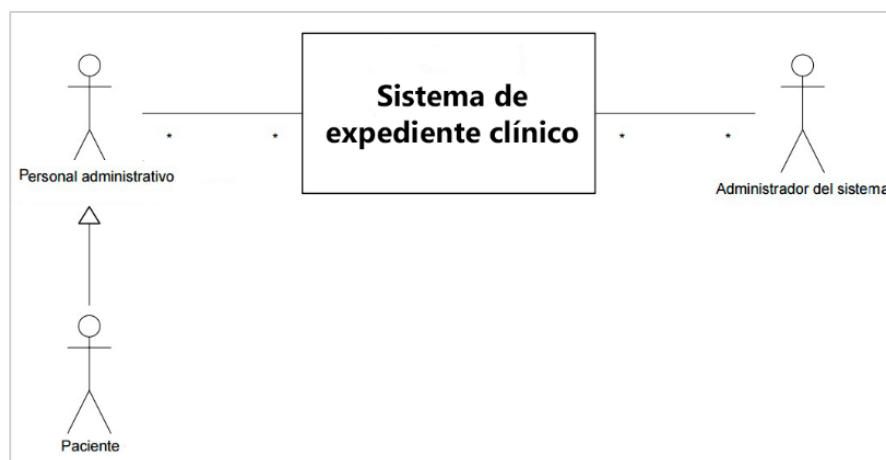 Sistema de
expediente clínico
* * * *
Personal administrativo
Administrador del sistema
Paciente